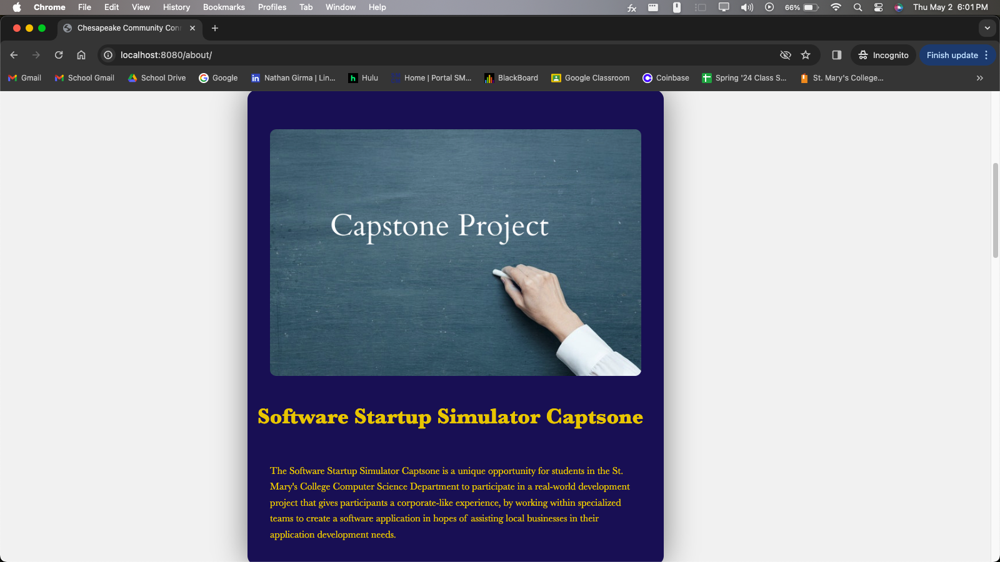 Chrome File Edit View History Bookmarks Profiles Tab Window Help 66% Thu May 2 6:01 PM
Chesapeake Community Con
localhost:8080/about/ Incognito Finish update
Gmail School Gmail School Drive Google Nathan Girma | Lin... Hulu Home | Portal SM... BlackBoard Google Classroom Coinbase Spring '24 Class S... St. Mary's College...
Capstone Project
Software Startup Simulator Captsone
The Software Startup Simulator Captsone is a unique opportunity for students in the St.
Mary's College Computer Science Department to participate in a real-world development
project that gives participants a corporate-like experience, by working within specialized
teams to create a software application in hopes of assisting local businesses in their
application development needs.